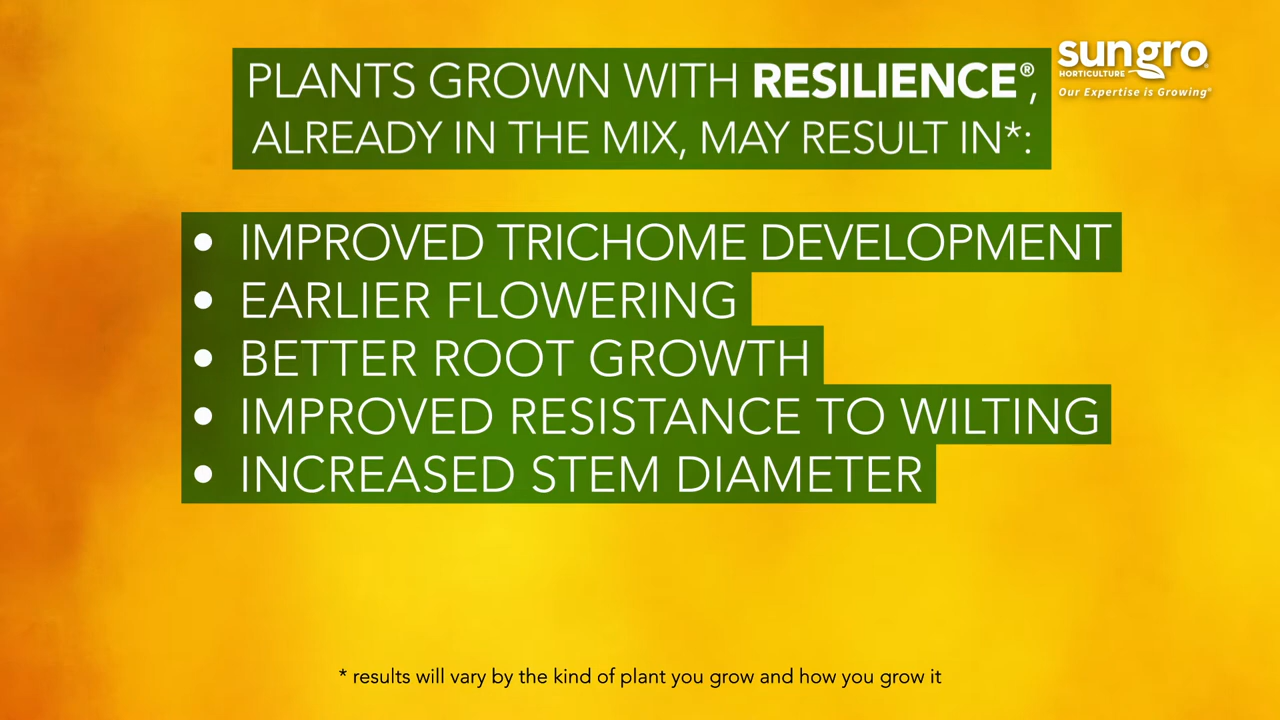 PLANTS GROWN WITH RESILIENCE®,
ALREADY IN THE MIX, MAY RESULT IN*:
sun gro®
HORTICULTURE
Our Expertise is Growing®
• IMPROVED TRICHOME DEVELOPMENT
• EARLIER FLOWERING
• BETTER ROOT GROWTH
• IMPROVED RESISTANCE TO WILTING
• INCREASED STEM DIAMETER
* results will vary by the kind of plant you grow and how you grow it